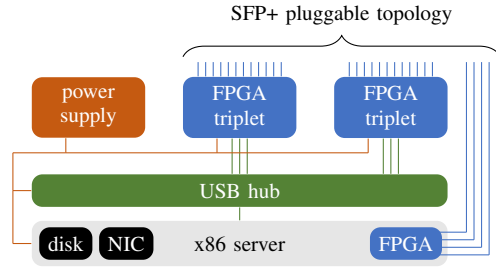 SFP+ pluggable topology
power
supply
FPGA
triplet
FPGA
triplet
USB hub
disk
NIC
x86 server
FPGA